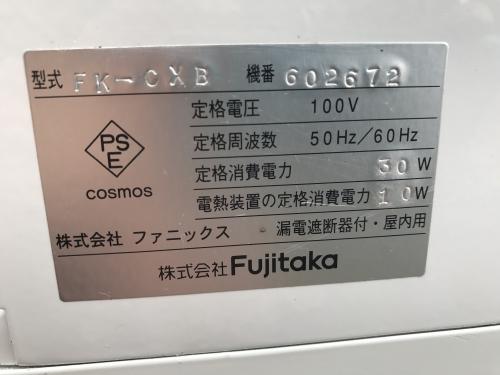 型式 FK-CXB 機番 602672
定格電圧 100V
定格周波数 50Hz/60Hz
定格消費電力 30W
電熱装置の定格消費電力 10W
PS
E
cosmos
株式会社 ファニックス 漏電遮断器付・屋内用
株式会社 Fujitaka